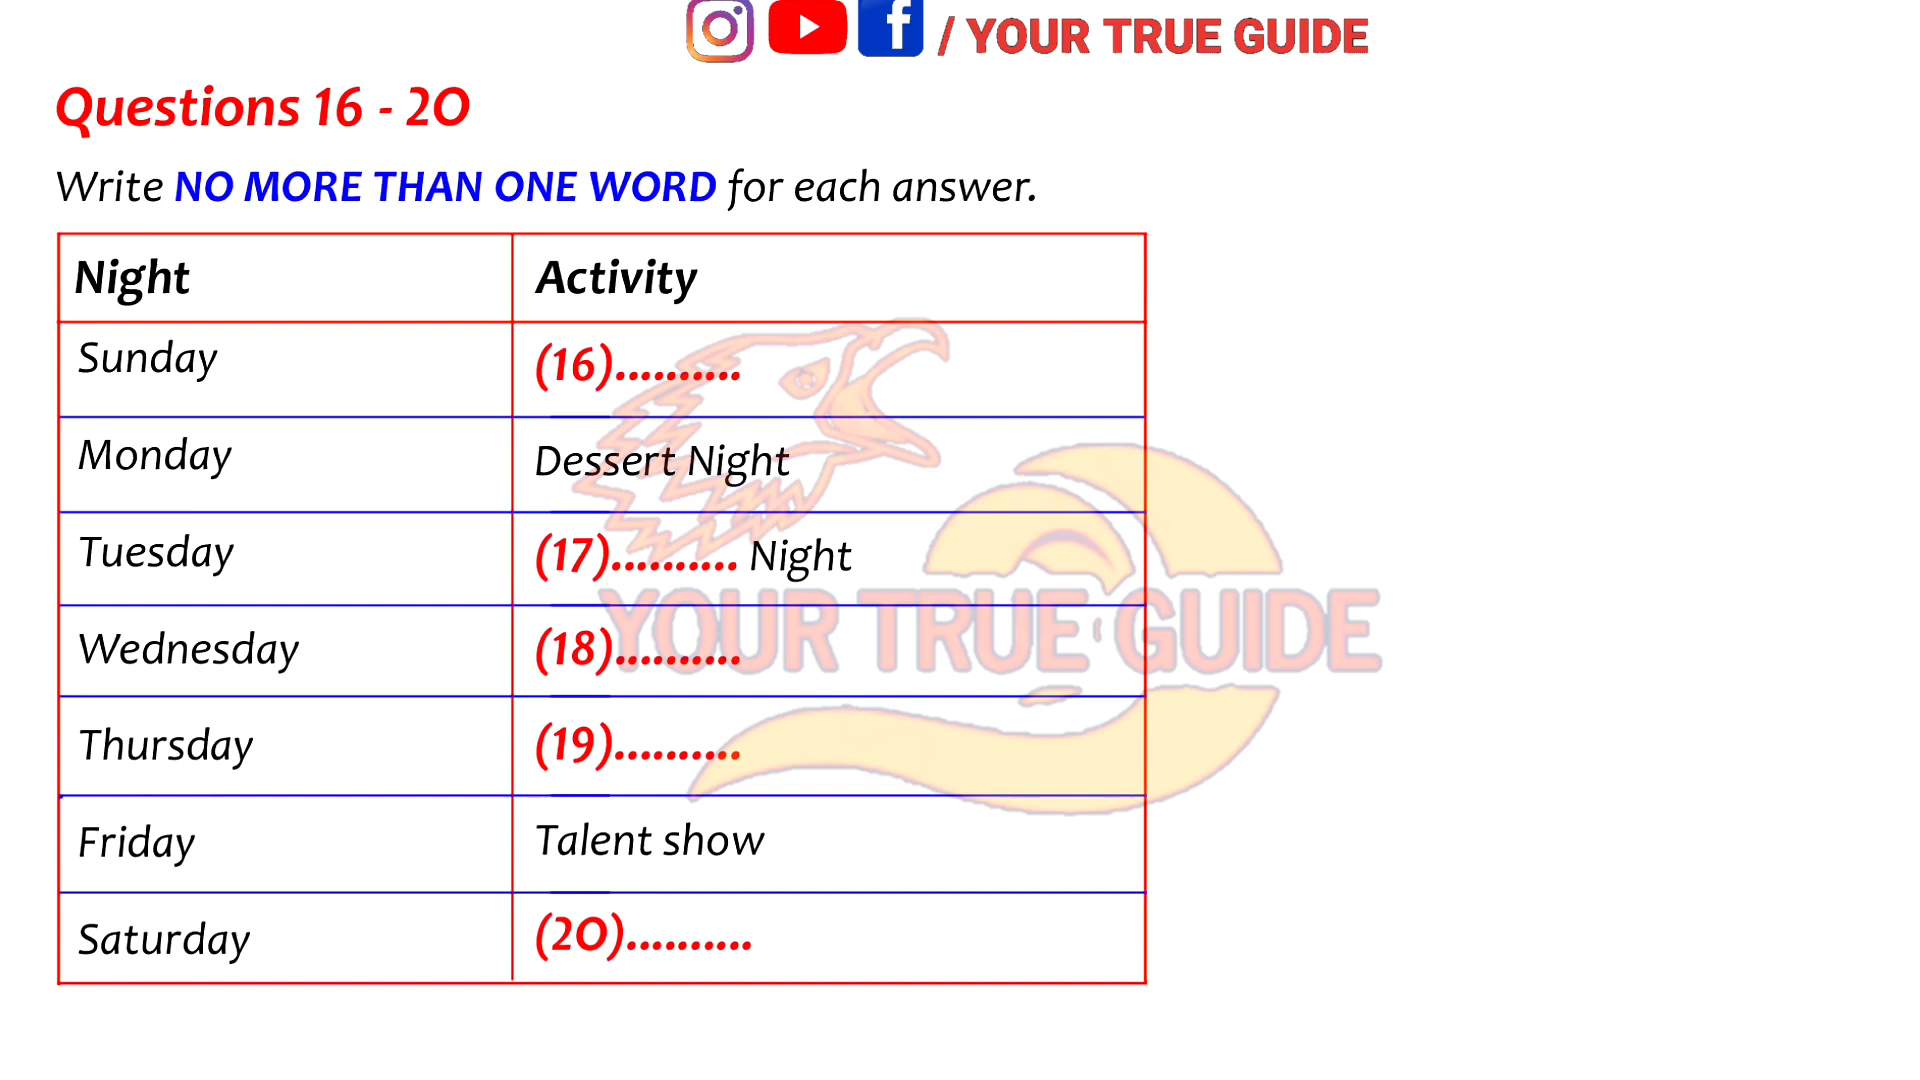 / YOUR TRUE GUIDE
Questions 16 - 20
Write NO MORE THAN ONE WORD for each answer.
Night Activity
Sunday (16)..........
Monday Dessert Night
Tuesday (17).......... Night
Wednesday (18)..........
YOUR TRUE GUIDE
Thursday (19)..........
Friday Talent show
Saturday (20)..........